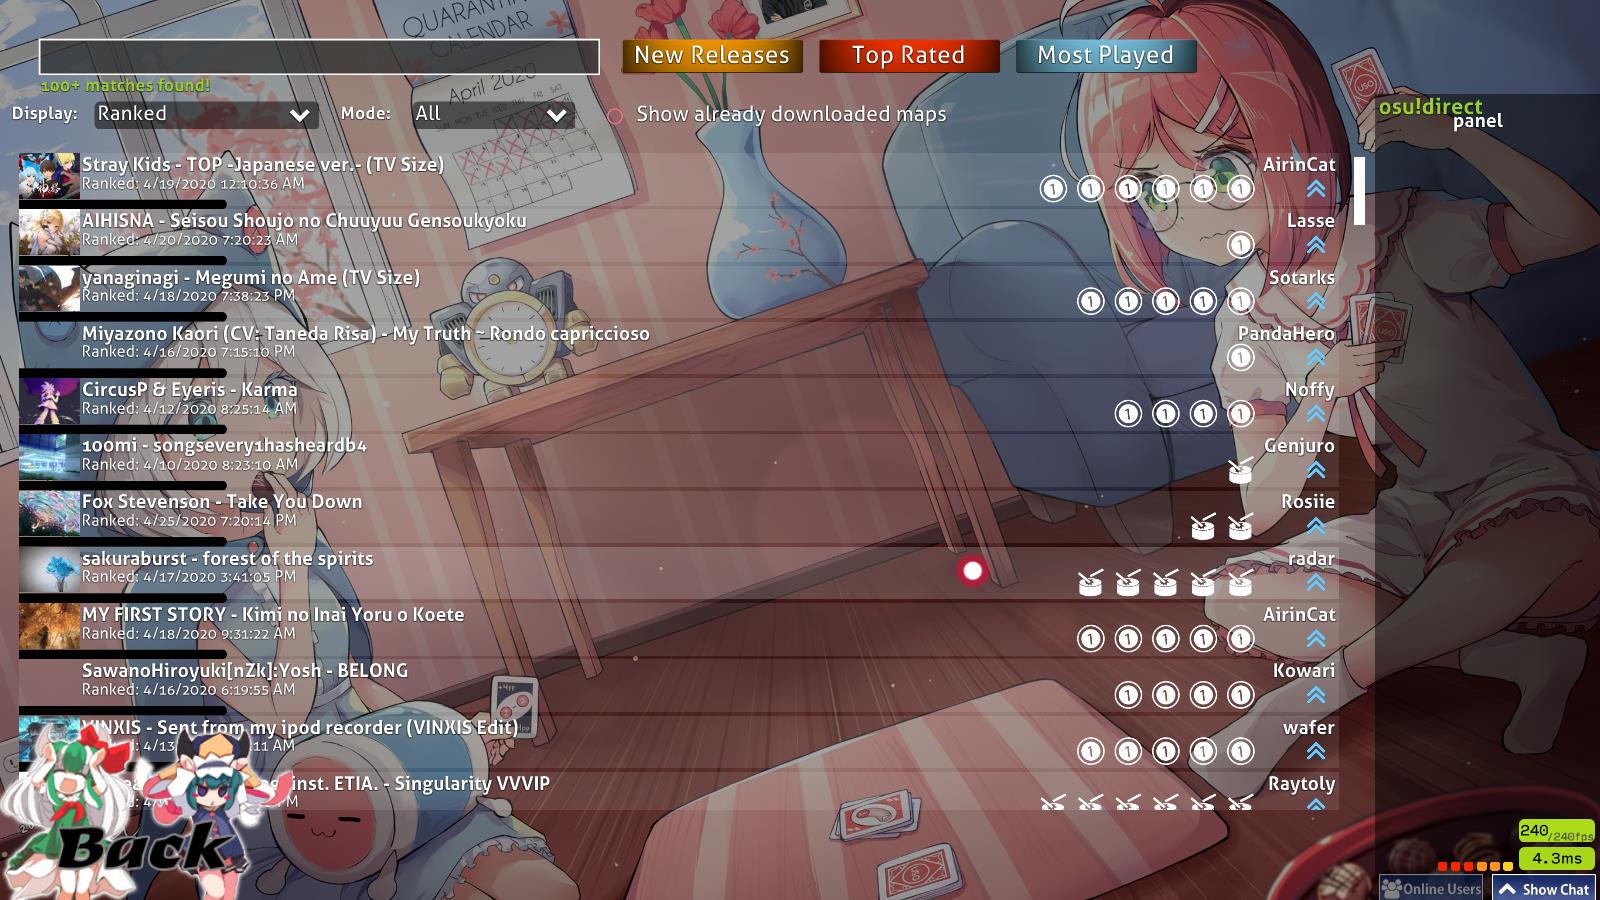 QUARANTINE CALENDAR
April 2020
New Releases
Top Rated
Most Played
100+ matches found!
Display: Ranked
Mode: All
Show already downloaded maps
osu!direct
panel
Stray Kids - TOP -Japanese ver.- (TV Size)
Ranked: 4/19/2020 12:10:36 AM
AirinCat
AIHISNA - Seisou Shoujo no Chuuyuu Gensoukyoku
Ranked: 4/20/2020 7:20:23 AM
Lasse
yanaginagi - Megumi no Ame (TV Size)
Ranked: 4/18/2020 7:38:23 PM
Sotarks
Miyazono Kaori (CV: Taneda Risa) - My Truth ~ Rondo capriccioso
Ranked: 4/16/2020 7:15:10 PM
PandaHero
CircusP & Eyeris - Karma
Ranked: 4/12/2020 8:25:14 AM
Noffy
100mi - songsevery1hasheardb4
Ranked: 4/10/2020 8:23:10 AM
Genjuro
Fox Stevenson - Take You Down
Ranked: 4/25/2020 7:20:14 PM
Rosiie
sakuraburst - forest of the spirits
Ranked: 4/17/2020 3:41:05 PM
radar
MY FIRST STORY - Kimi no Inai Yoru o Koete
Ranked: 4/18/2020 9:31:22 AM
AirinCat
SawanoHiroyuki[nZk]:Yosh - BELONG
Ranked: 4/16/2020 6:19:55 AM
Kowari
VINXIS - Sent from my ipod recorder (VINXIS Edit)
11 AM
wafer
inst. ETIA. - Singularity VVVIP
Raytoly
Back
240/240fps
4.3ms
Online Users
Show Chat